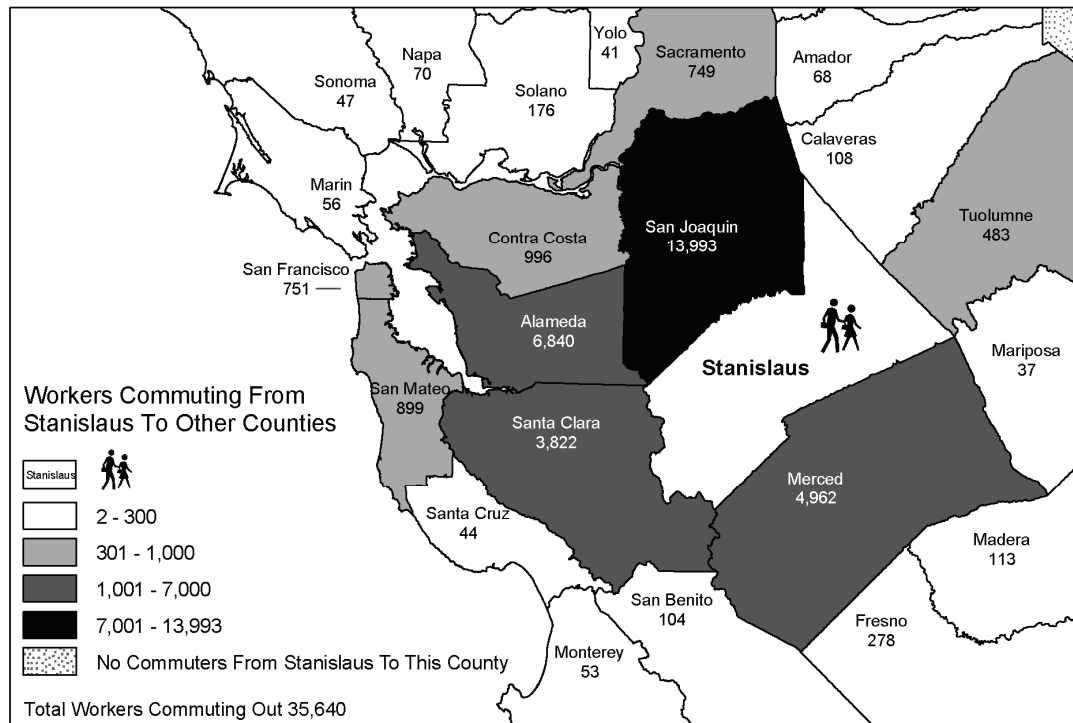 Napa
70
Yolo
41
Sacramento
749
Amador
68
Sonoma
47
Solano
176
Calaveras
108
Marin
56
Contra Costa
996
San Joaquin
13,993
Tuolumne
483
San Francisco
751
Alameda
6,840
Stanislaus
Mariposa
37
San Mateo
899
Santa Clara
3,822
Merced
4,962
Santa Cruz
44
Madera
113
San Benito
104
Fresno
278
Monterey
53
Workers Commuting From
Stanislaus To Other Counties
Stanislaus
2 - 300
301 - 1,000
1,001 - 7,000
7,001 - 13,993
No Commuters From Stanislaus To This County
Total Workers Commuting Out 35,640